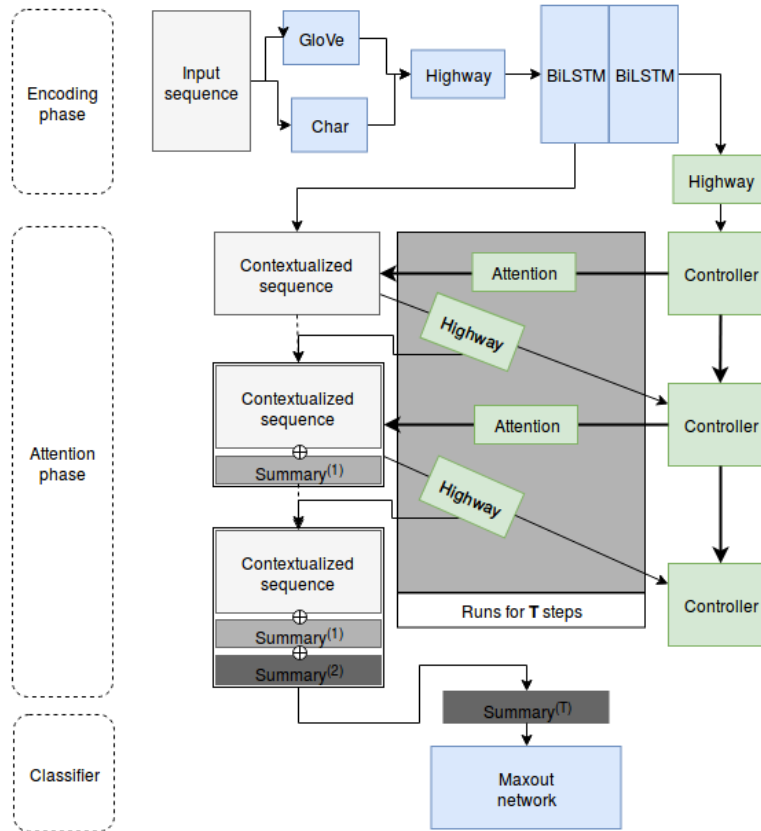 Encoding
phase
Input
sequence
GloVe
Char
Highway
BiLSTM
BiLSTM
Highway
Attention
phase
Contextualized
sequence
Attention
Controller
Highway
Contextualized
sequence
Summary(1)
Attention
Controller
Highway
Contextualized
sequence
Summary(1)
Summary(2)
Runs for T steps
Controller
Classifier
Summary(T)
Maxout
network